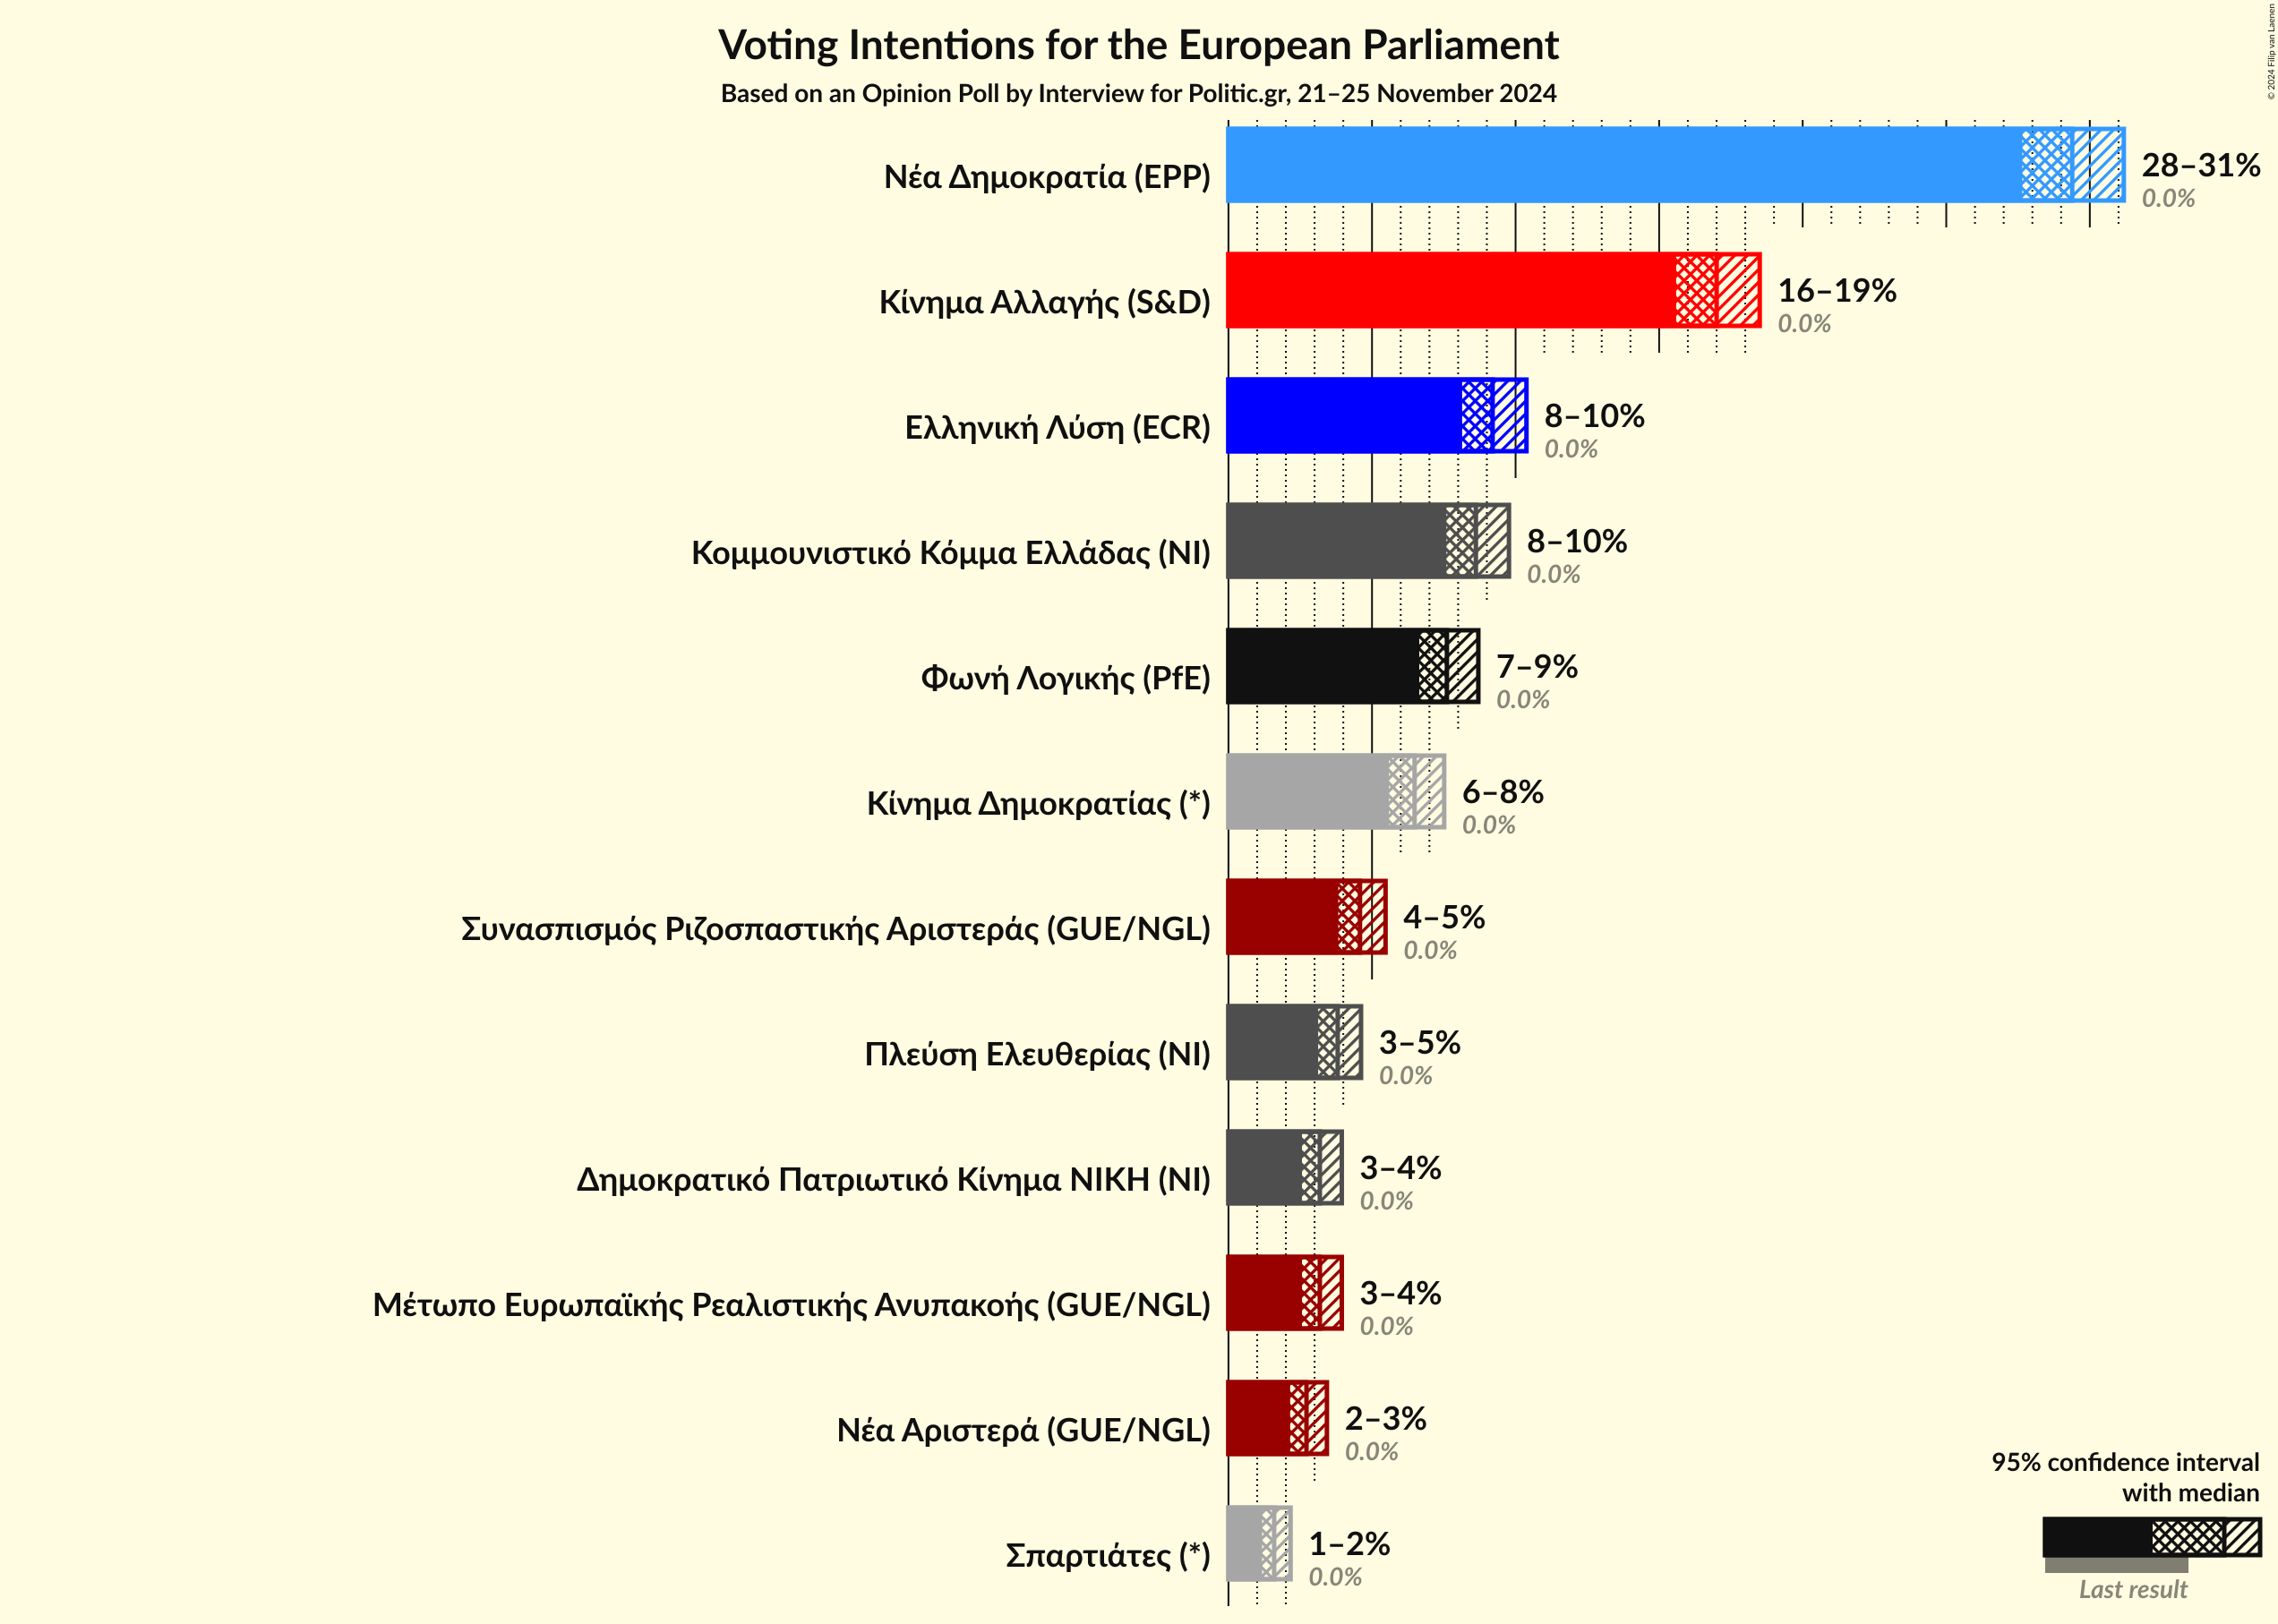 Voting Intentions for the European Parliament
Based on an Opinion Poll by Interview for Politic.gr, 21–25 November 2024
© 2024 Filip van Laenen
Νέα Δημοκρατία (EPP)
28–31%
0.0%
Κίνημα Αλλαγής (S&D)
16–19%
0.0%
Ελληνική Λύση (ECR)
8–10%
0.0%
Κομμουνιστικό Κόμμα Ελλάδας (NI)
8–10%
0.0%
Φωνή Λογικής (PfE)
7–9%
0.0%
Κίνημα Δημοκρατίας (*)
6–8%
0.0%
Συνασπισμός Ριζοσπαστικής Αριστεράς (GUE/NGL)
4–5%
0.0%
Πλεύση Ελευθερίας (NI)
3–5%
0.0%
Δημοκρατικό Πατριωτικό Κίνημα ΝΙΚΗ (NI)
3–4%
0.0%
Μέτωπο Ευρωπαϊκής Ρεαλιστικής Ανυπακοής (GUE/NGL)
3–4%
0.0%
Νέα Αριστερά (GUE/NGL)
2–3%
0.0%
Σπαρτιάτες (*)
1–2%
0.0%
95% confidence interval
with median
Last result